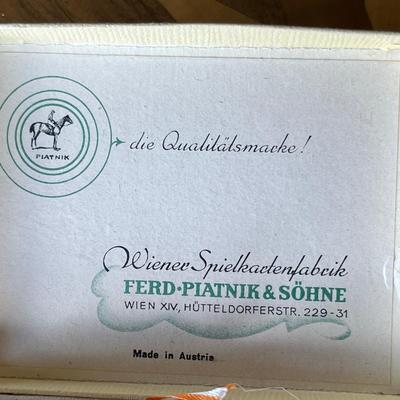 PIATNIK
die Qualitätsmarke!
Wiener Spielkartenfabrik
FERD·PIATNIK & SÖHNE
WIEN XIV, HÜTTELDORFERSTR. 229-31
Made in Austria